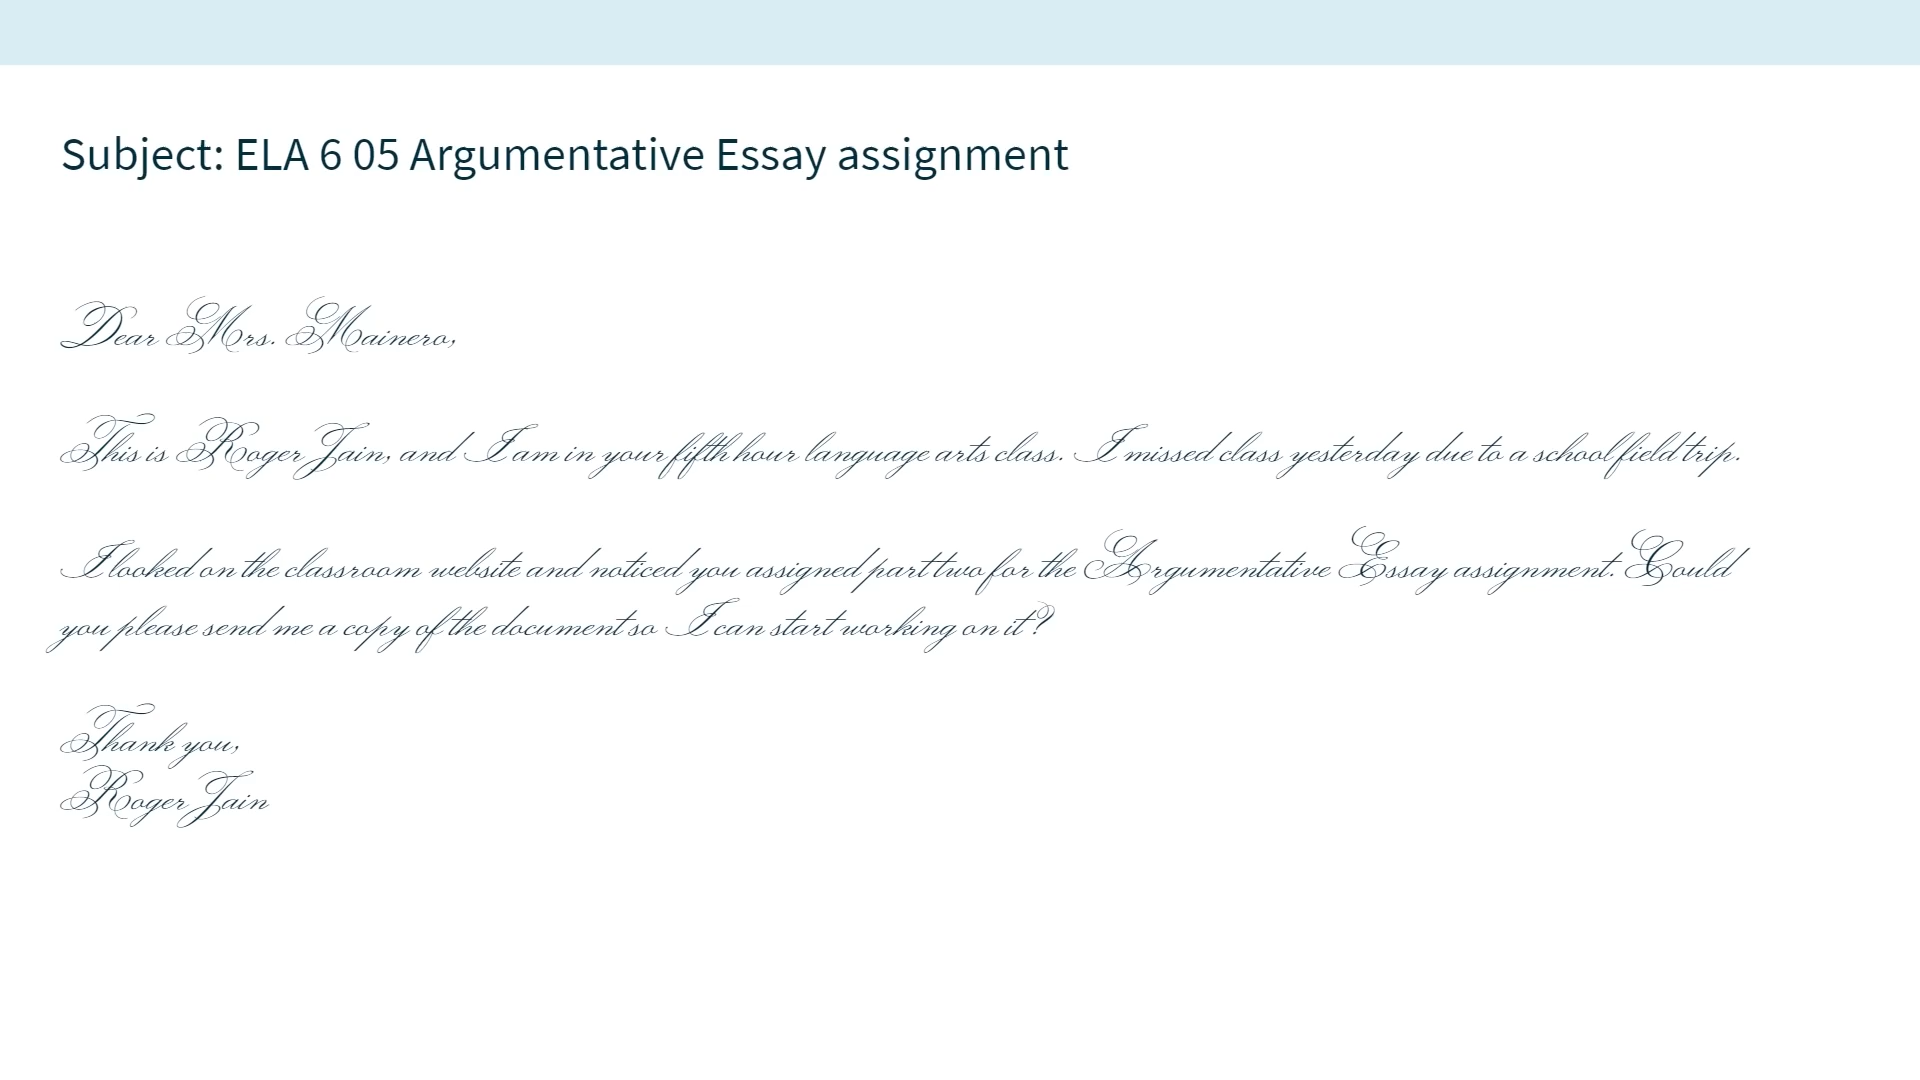 Subject: ELA 6 05 Argumentative Essay assignment
Dear Mrs. Mainero,
This is Roger Jain, and I am in your fifth hour language arts class. I missed class yesterday due to a school field trip.
I looked on the classroom website and noticed you assigned part two for the Argumentative Essay assignment. Could
you please send me a copy of the document so I can start working on it?
Thank you,
Roger Jain